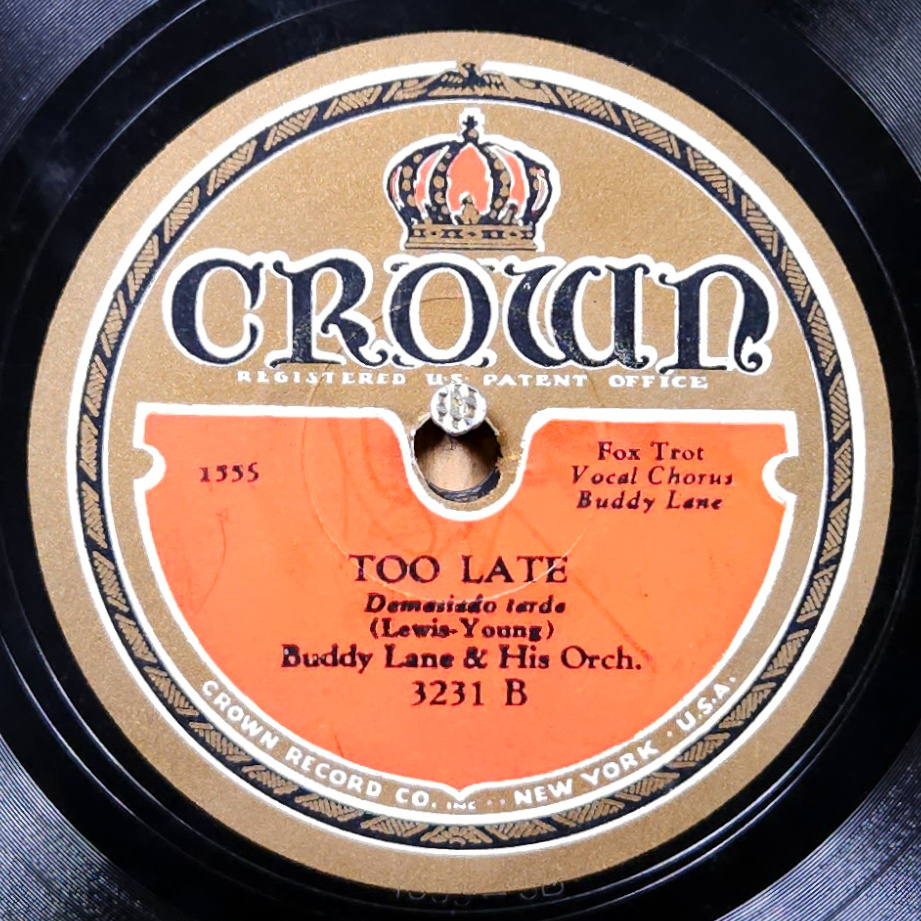 CROWN
REGISTERED U.S. PATENT OFFICE
1555
Fox Trot
Vocal Chorus
Buddy Lane
TOO LATE
Demasiado tarde
(Lewis-Young)
Buddy Lane & His Orch.
3231 B
CROWN RECORD CO. INC · · NEW YORK · U.S.A.